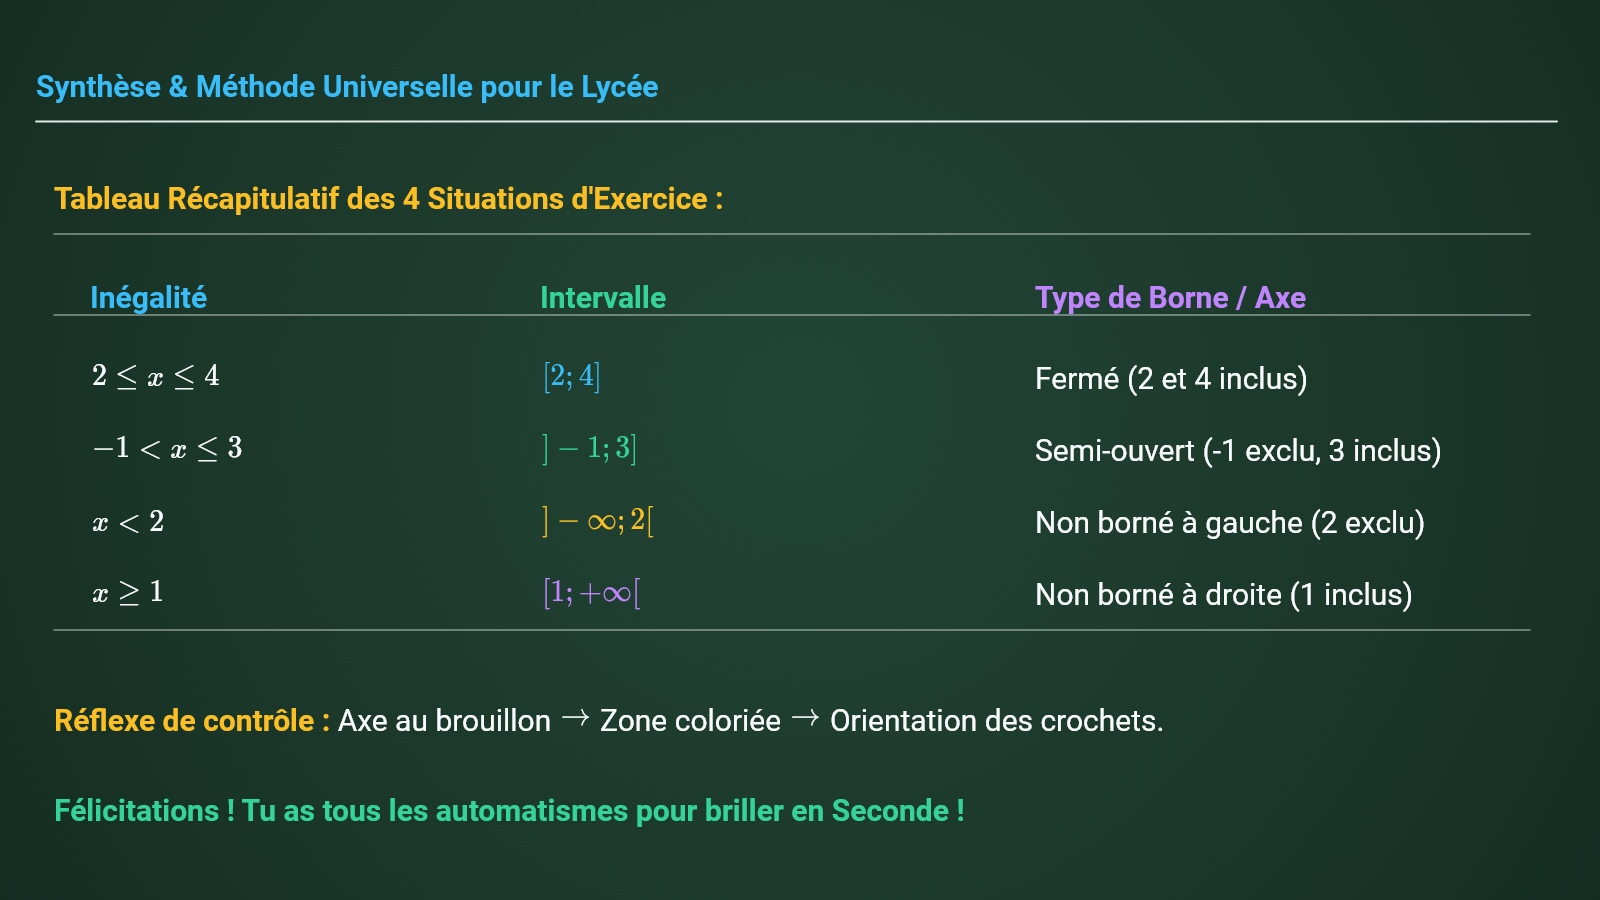 Synthèse & Méthode Universelle pour le Lycée
Tableau Récapitulatif des 4 Situations d'Exercice :
Inégalité Intervalle Type de Borne / Axe
2 ≤ x ≤ 4 [2; 4] Fermé (2 et 4 inclus)
−1 < x ≤ 3 ] − 1; 3] Semi-ouvert (-1 exclu, 3 inclus)
x < 2 ] − ∞; 2[ Non borné à gauche (2 exclu)
x ≥ 1 [1; +∞[ Non borné à droite (1 inclus)
Réflexe de contrôle : Axe au brouillon → Zone coloriée → Orientation des crochets.
Félicitations ! Tu as tous les automatismes pour briller en Seconde !